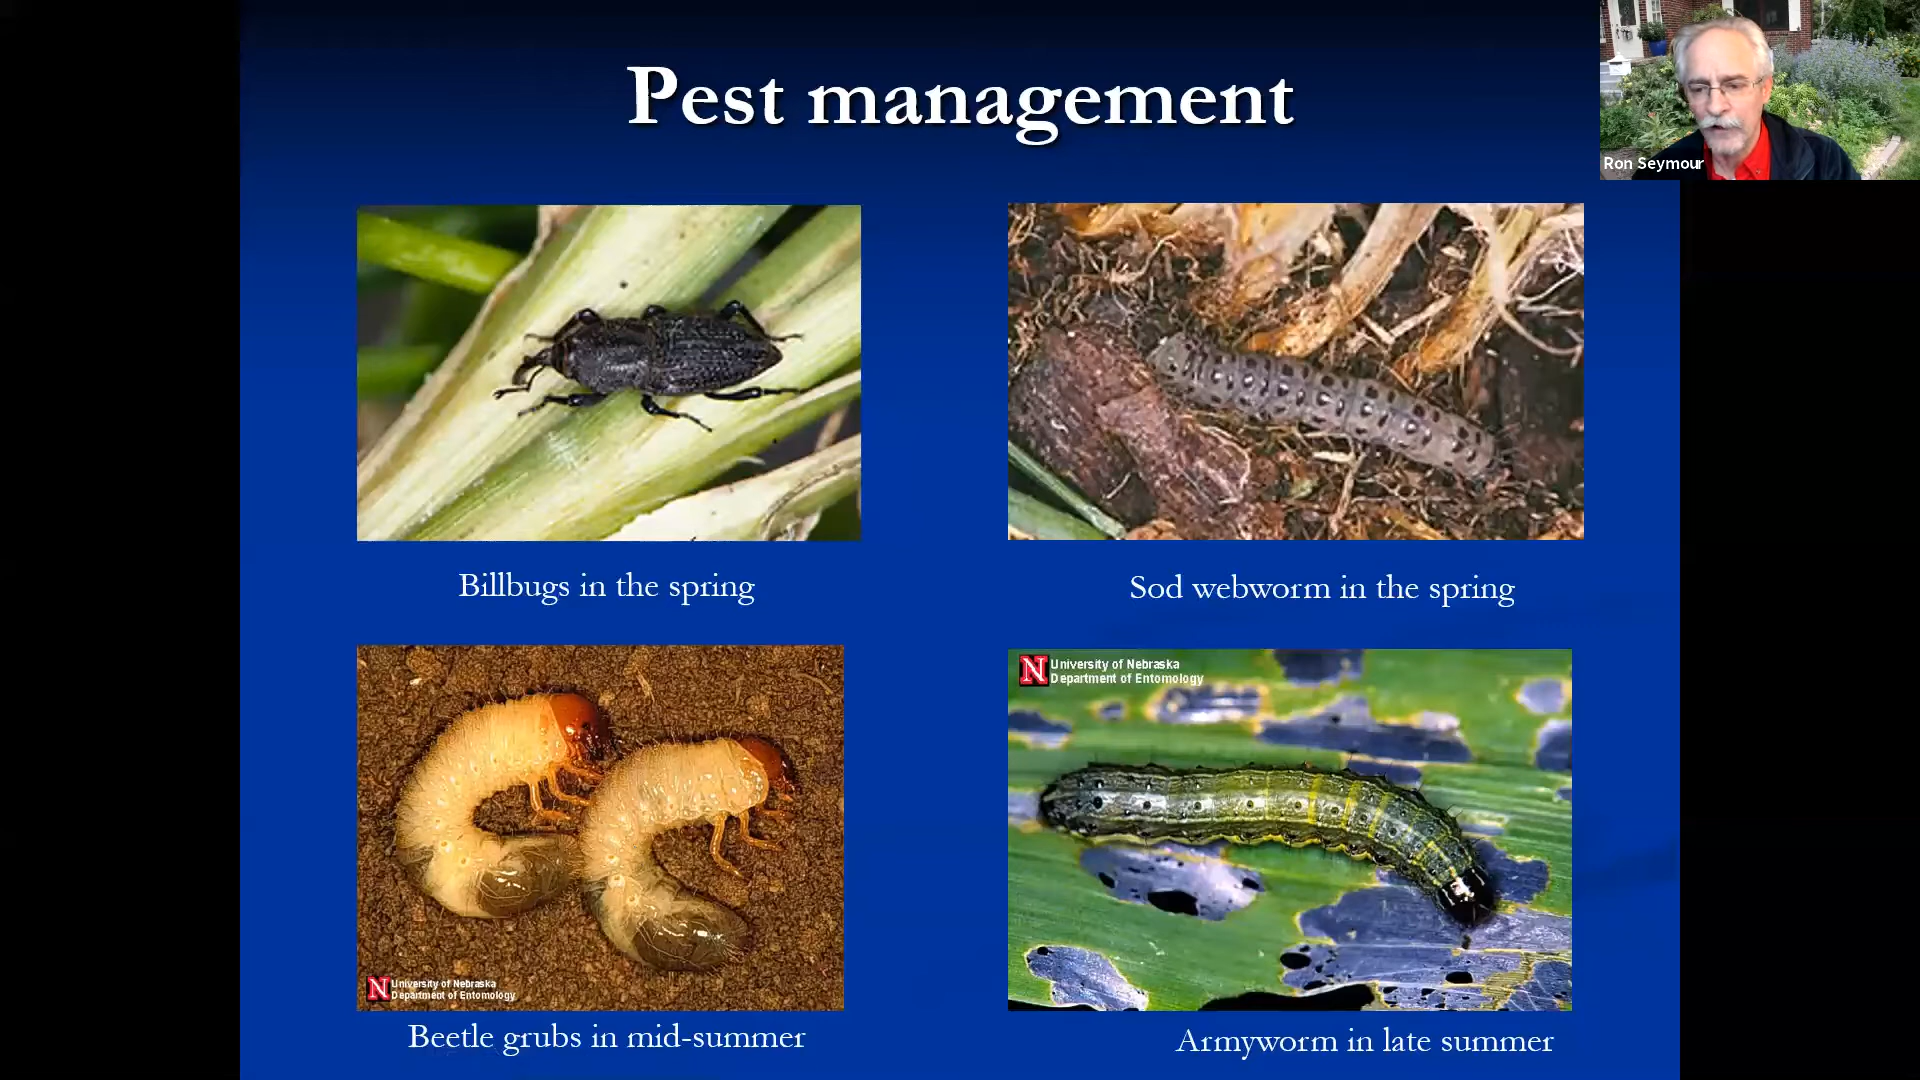 Pest management
Ron Seymour
Billbugs in the spring
Sod webworm in the spring
N University of Nebraska
Department of Entomology
Beetle grubs in mid-summer
N University of Nebraska
Department of Entomology
Armyworm in late summer